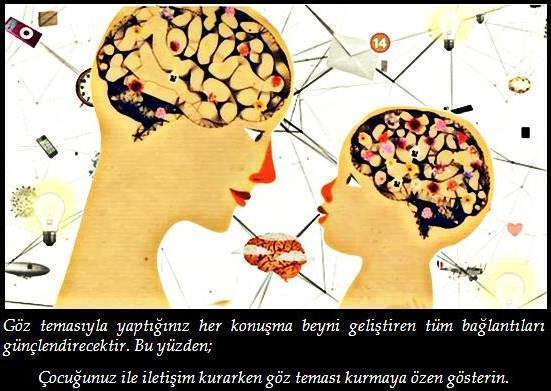 14
Göz temasıyla yaptığınız her konuşma beyni geliştiren tüm bağlantıları
günçlendirecektir. Bu yüzden;
Çocuğunuz ile iletişim kurarken göz teması kurmaya özen gösterin.